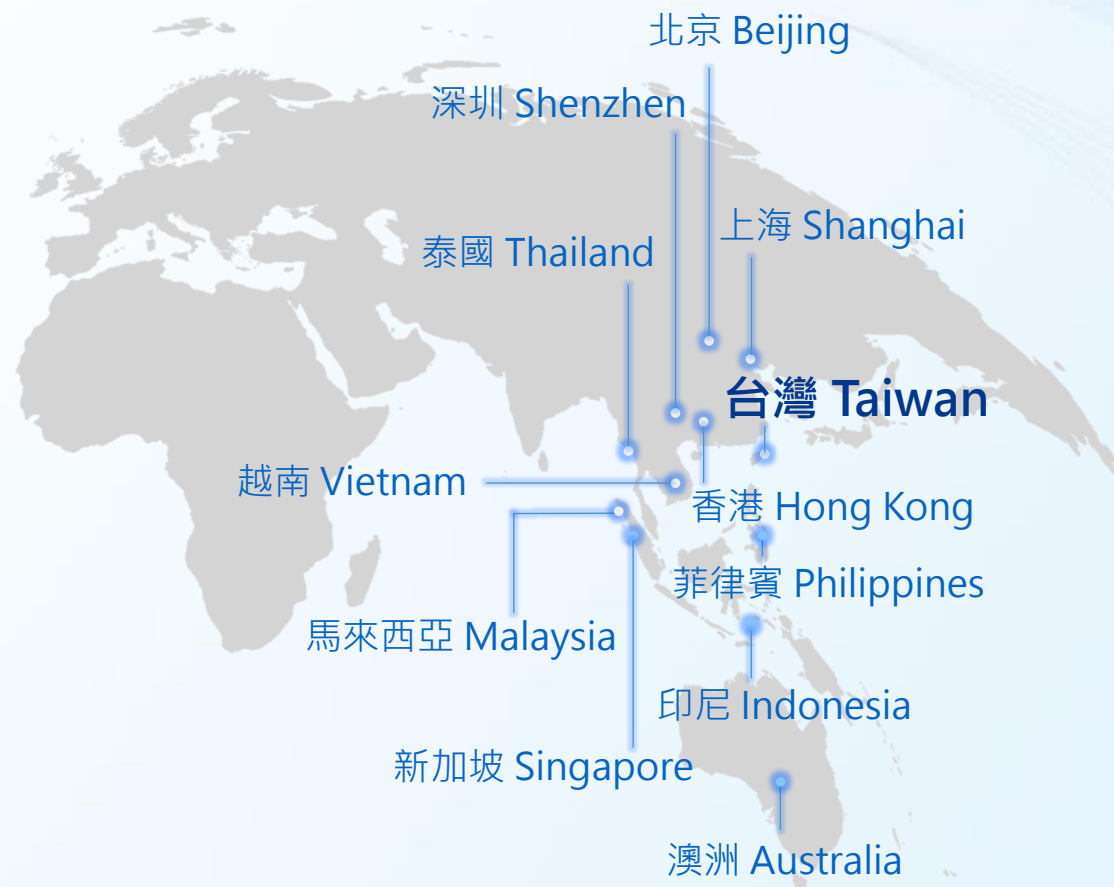 北京 Beijing
深圳 Shenzhen
上海 Shanghai
泰國 Thailand
台灣 Taiwan
越南 Vietnam
香港 Hong Kong
菲律賓 Philippines
馬來西亞 Malaysia
印尼 Indonesia
新加坡 Singapore
澳洲 Australia